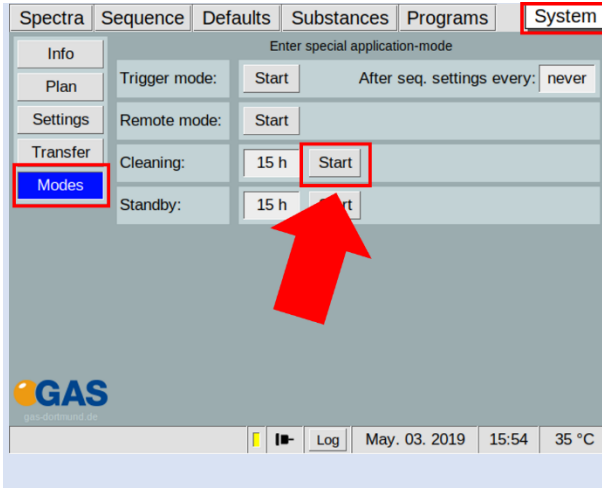 Spectra Sequence Defaults Substances Programs System
Enter special application-mode
Info
Plan
Settings
Transfer
Modes
Trigger mode: Start After seq. settings every: never
Remote mode: Start
Cleaning: 15 h Start
Standby: 15 h Start
GAS
gas-dortmund.de
Log May. 03. 2019 15:54 35 °C